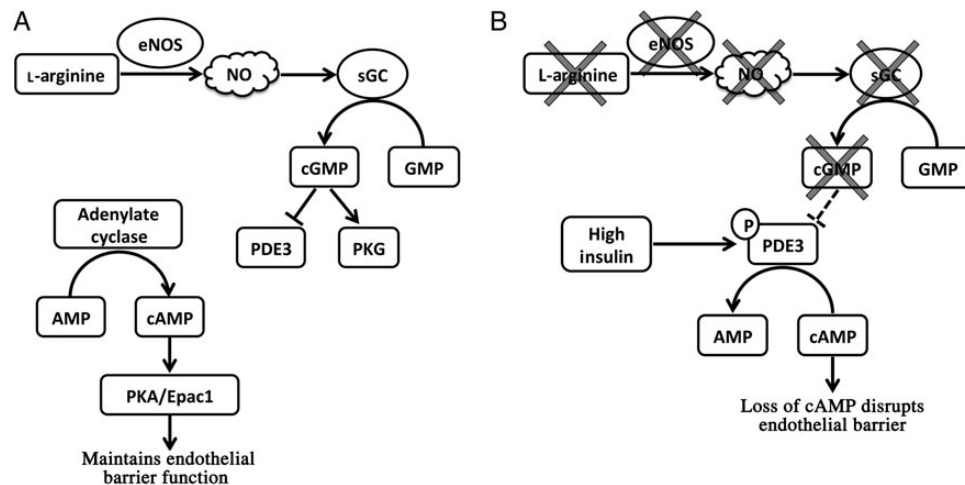 A
eNOS
L-arginine
NO
sGC
cGMP
GMP
Adenylate
cyclase
PDE3
PKG
AMP
cAMP
PKA/Epac1
Maintains endothelial
barrier function
B
eNOS
L-arginine
NO
sGC
cGMP
GMP
High
insulin
P
PDE3
AMP
cAMP
Loss of cAMP disrupts
endothelial barrier